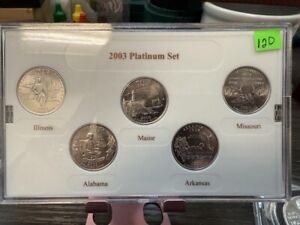 2003 Platinum Set
120
Illinois
Maine
Missouri
Alabama
Arkansas